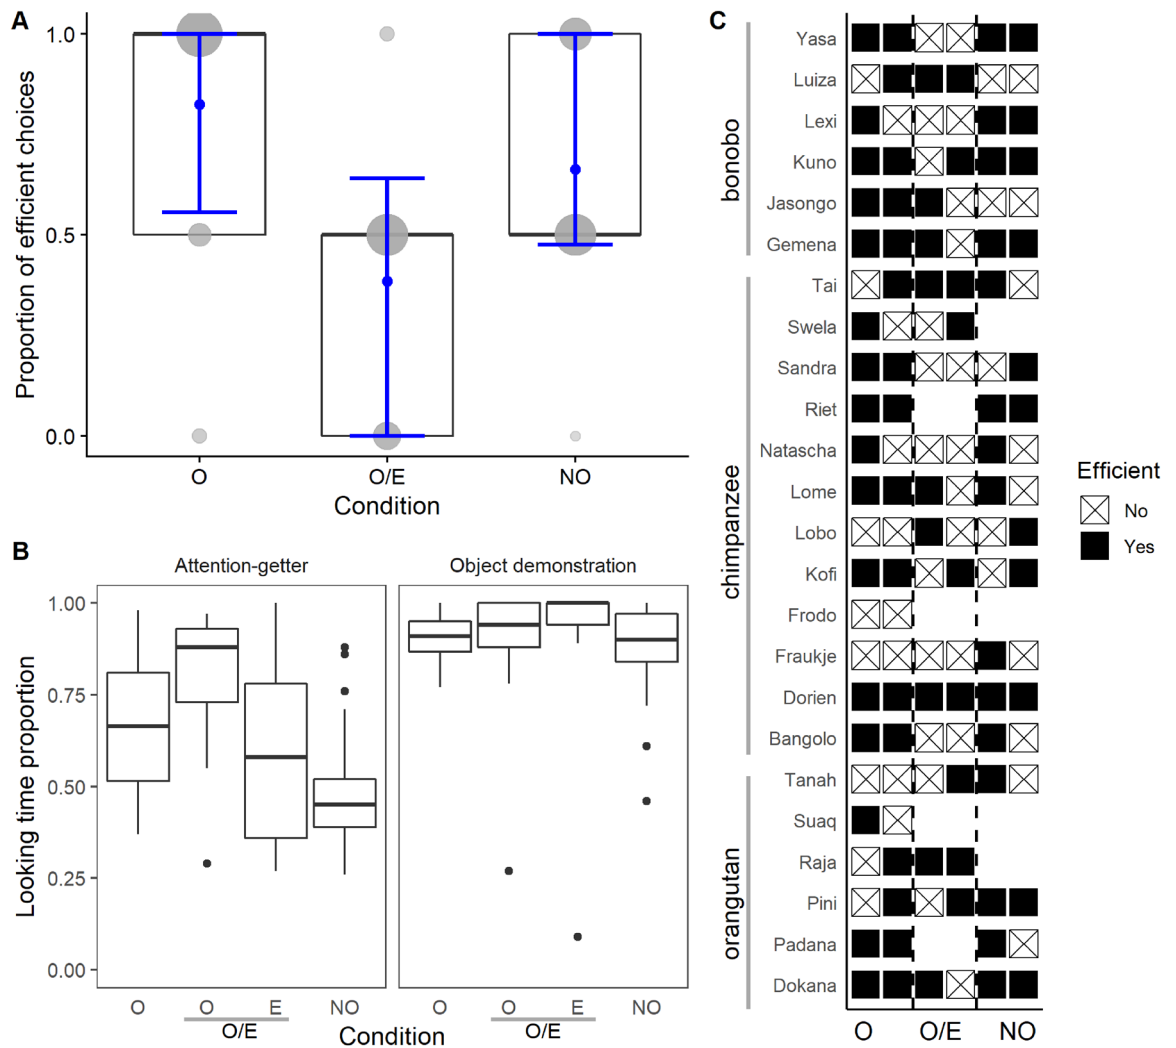 A
Proportion of efficient choices
1.0
0.5
0.0
O
O/E
NO
Condition
B
Attention-getter
Object demonstration
Looking time proportion
1.00
0.75
0.50
0.25
0.00
O
O
E
NO
O
O
E
NO
O/E
O/E
Condition
C
bonobo
Yasa
Luiza
Lexi
Kuno
Jasongo
Gemena
chimpanzee
Tai
Swela
Sandra
Riet
Natascha
Lome
Lobo
Kofi
Frodo
Fraukje
Dorien
Bangolo
orangutan
Tanah
Suaq
Raja
Pini
Padana
Dokana
O
O/E
NO
Efficient
No
Yes